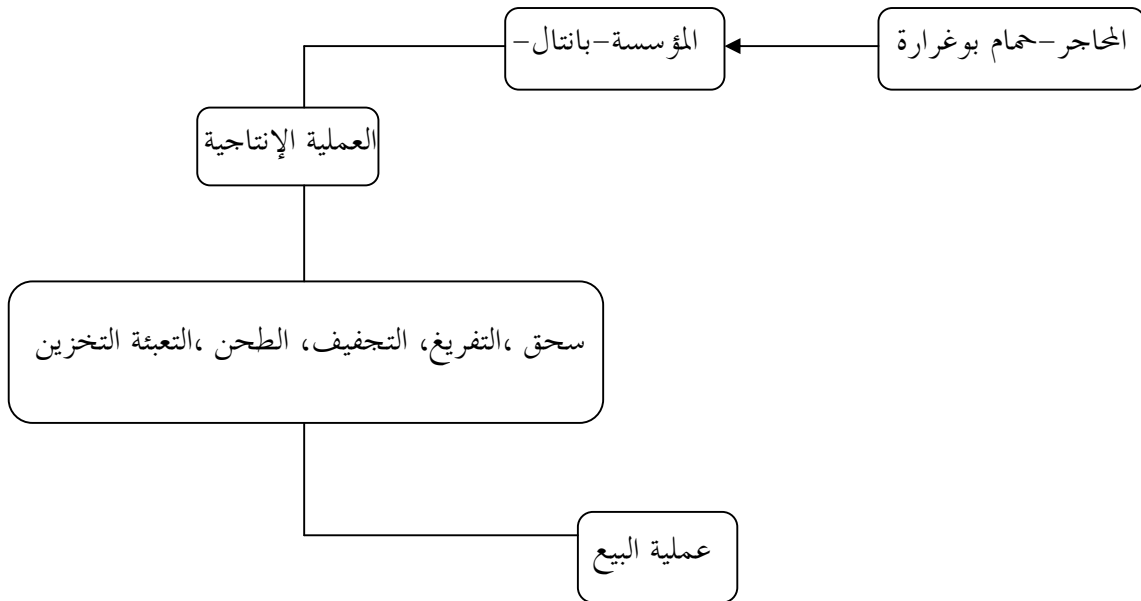 المحاجر-حمام بوغرارة
المؤسسة-بانتال-
العملية الإنتاجية
سحق ،التفريغ، التجفيف، الطحن ،التعبئة التخزين
عملية البيع